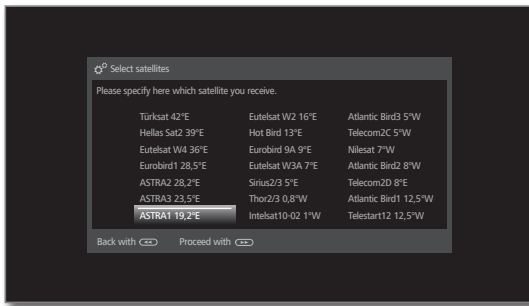 Select satellites
Please specify here which satellite you receive.
Türksat 42°E Eutelsat W2 16°E Atlantic Bird3 5°W
Hellas Sat2 39°E Hot Bird 13°E Telecom2C 5°W
Eutelsat W4 36°E Eurobird 9A 9°E Nilesat 7°W
Eurobird1 28,5°E Eutelsat W3A 7°E Atlantic Bird2 8°W
ASTRA2 28,2°E Sirius2/3 5°E Telecom2D 8°E
ASTRA3 23,5°E Thor2/3 0,8°W Atlantic Bird1 12,5°W
ASTRA1 19,2°E Intelsat10-02 1°W Telestart12 12,5°W
Back with Proceed with